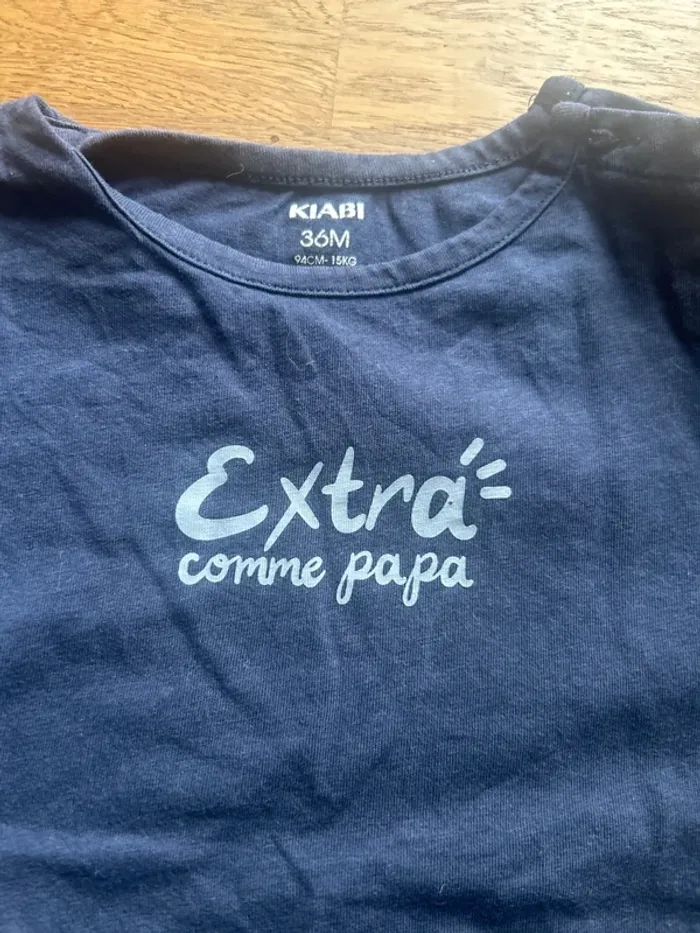 KIABI
36M
94CM- 15KG
Extra
comme papa